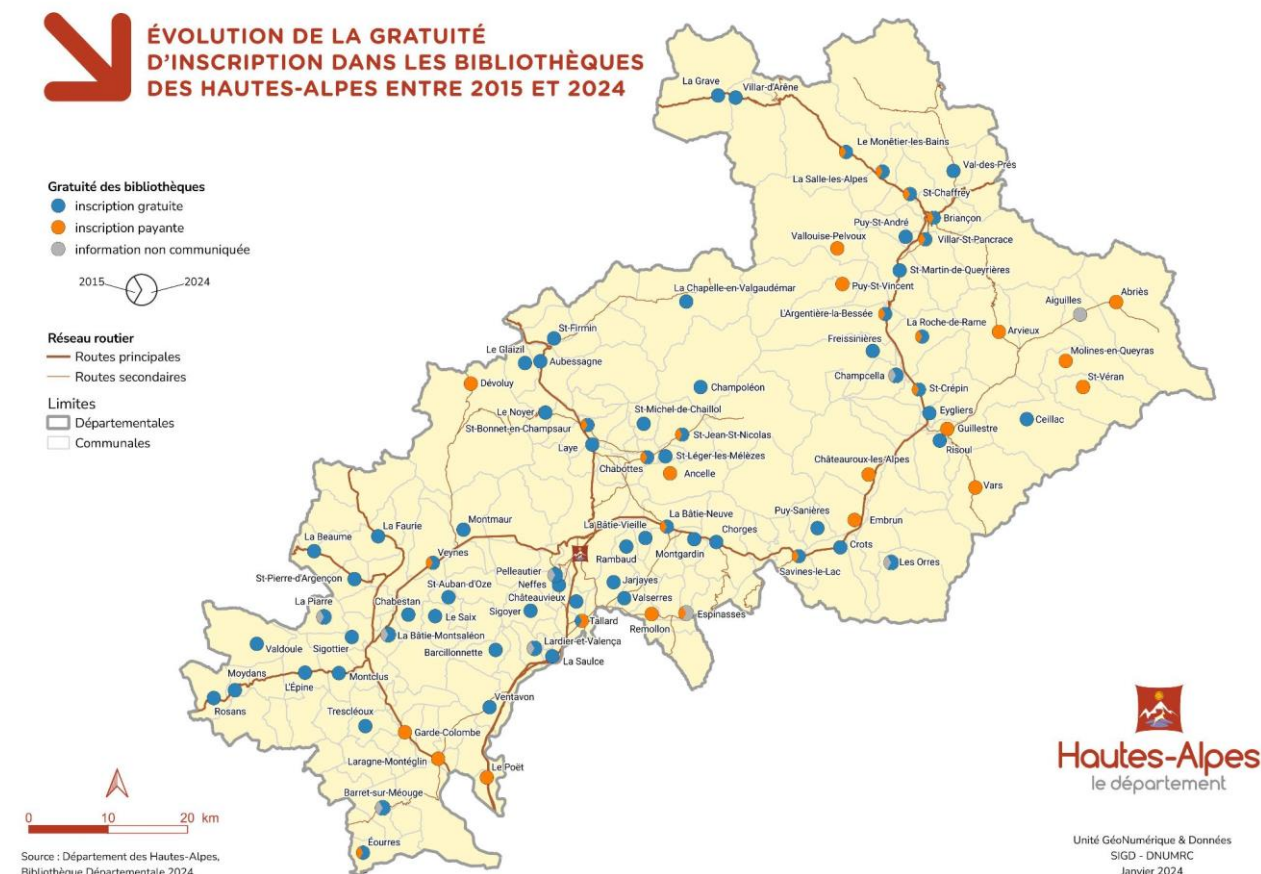 ÉVOLUTION DE LA GRATUITÉ
D'INSCRIPTION DANS LES BIBLIOTHÈQUES
DES HAUTES-ALPES ENTRE 2015 ET 2024
Gratuité des bibliothèques
inscription gratuite
inscription payante
information non communiquée
2015
2024
Réseau routier
Routes principales
Routes secondaires
Limites
Départementales
Communales
La Grave
Villar-d'Arêne
Le Monêtier-les-Bains
La Salle-les-Alpes
Val-des-Prés
St-Chaffrey
Briançon
Puy-St-André
Villar-St-Pancrace
Vallouise-Pelvoux
St-Martin-de-Queyrières
Puy-St-Vincent
La Chapelle-en-Valgaudémar
Aiguilles
Abriès
L'Argentière-la-Bessée
La Roche-de-Rame
Arvieux
St-Firmin
Freissinières
Molines-en-Queyras
Le Glaizil
Aubessagne
Champcella
St-Véran
Dévoluy
Champoléon
St-Crépin
Le Noyer
St-Michel-de-Chaillol
Eygliers
Ceillac
St-Bonnet-en-Champsaur
St-Jean-St-Nicolas
Guillestre
Laye
Risoul
St-Léger-les-Mélèzes
Chabottes
Ancelle
Châteauroux-les-Alpes
Vars
La Bâtie-Neuve
Puy-Sanières
Embrun
La Faurie
Montmaur
La Bâtie-Vieille
Chorges
La Beaume
Rambaud
Montgardin
Crots
Veynes
Savines-le-Lac
Les Orres
St-Pierre-d'Argençon
Pelleautier
St-Auban-d'Oze
Neffes
Jarjayes
La Piarre
Chabestan
Châteauvieux
Valserres
Le Saix
Sigoyer
Espinasses
Tallard
Remollon
La Bâtie-Montsaléon
Lardier-et-Valença
Valdoule
Sigottier
Barcillonnette
La Saulce
Moydans
L'Épine
Montclus
Rosans
Ventavon
Trescléoux
Garde-Colombe
Laragne-Montéglin
Le Poët
Barret-sur-Méouge
Éourres
0 10 20 km
Source : Département des Hautes-Alpes,
Bibliothèque Départementale 2024
Hautes-Alpes
le département
Unité GéoNumérique & Données
SIGD - DNUMRC
Janvier 2024